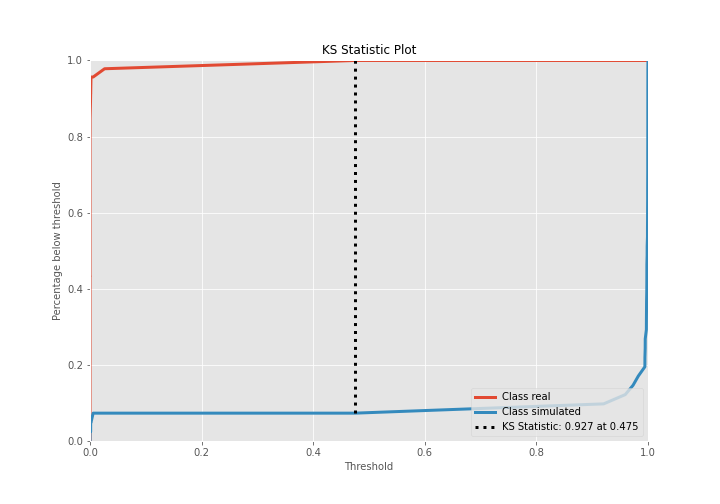 KS Statistic Plot
1.0
0.8
0.6
0.4
0.2
0.0
Percentage below threshold
0.0 0.2 0.4 0.6 0.8 1.0
Threshold
Class real
Class simulated
KS Statistic: 0.927 at 0.475